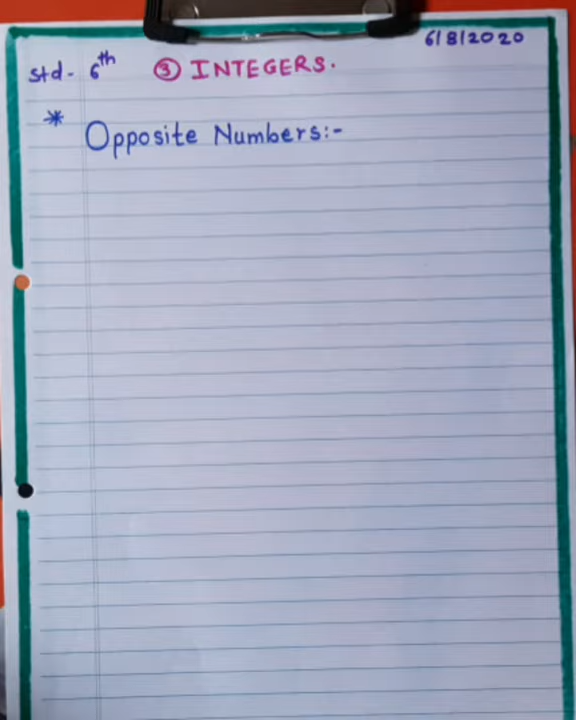 6/8/2020
Std- 6th ③ INTEGERS.
* Opposite Numbers:-